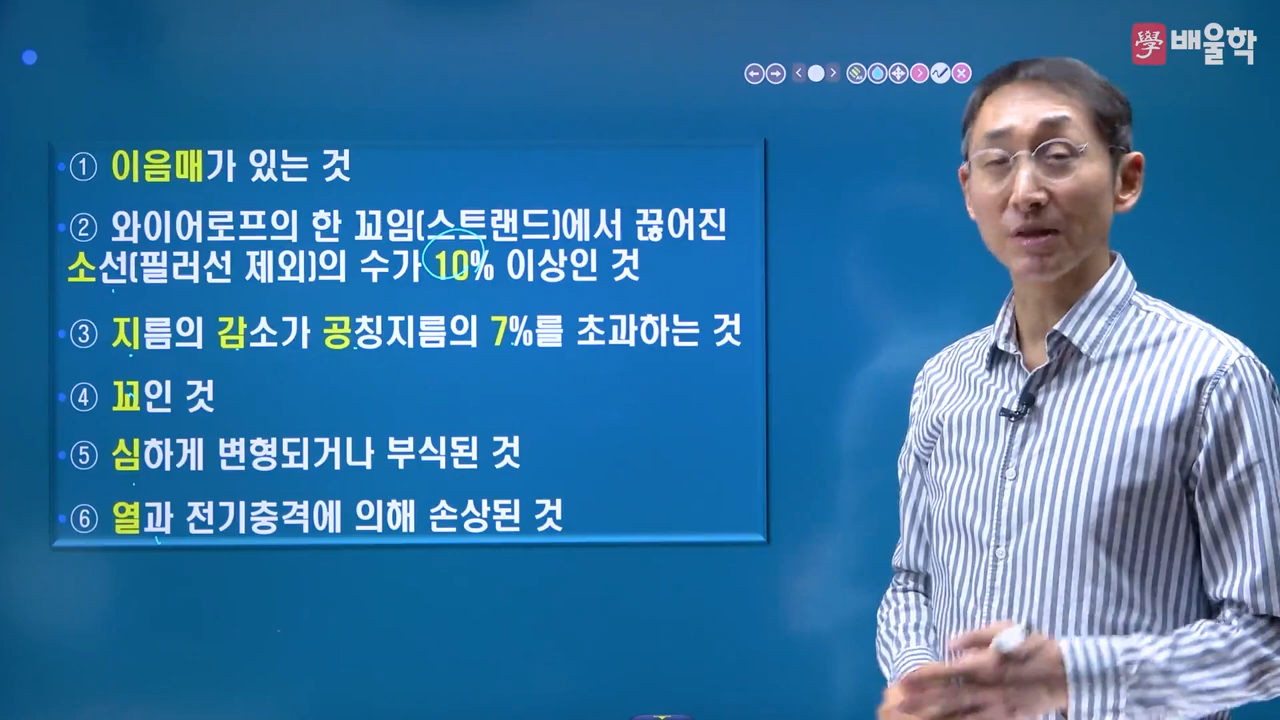 學 배울학
① 이음매가 있는 것
② 와이어로프의 한 꼬임(스트랜드)에서 끊어진
소선(필러선 제외)의 수가 10% 이상인 것
③ 지름의 감소가 공칭지름의 7%를 초과하는 것
④ 꼬인 것
⑤ 심하게 변형되거나 부식된 것
⑥ 열과 전기충격에 의해 손상된 것